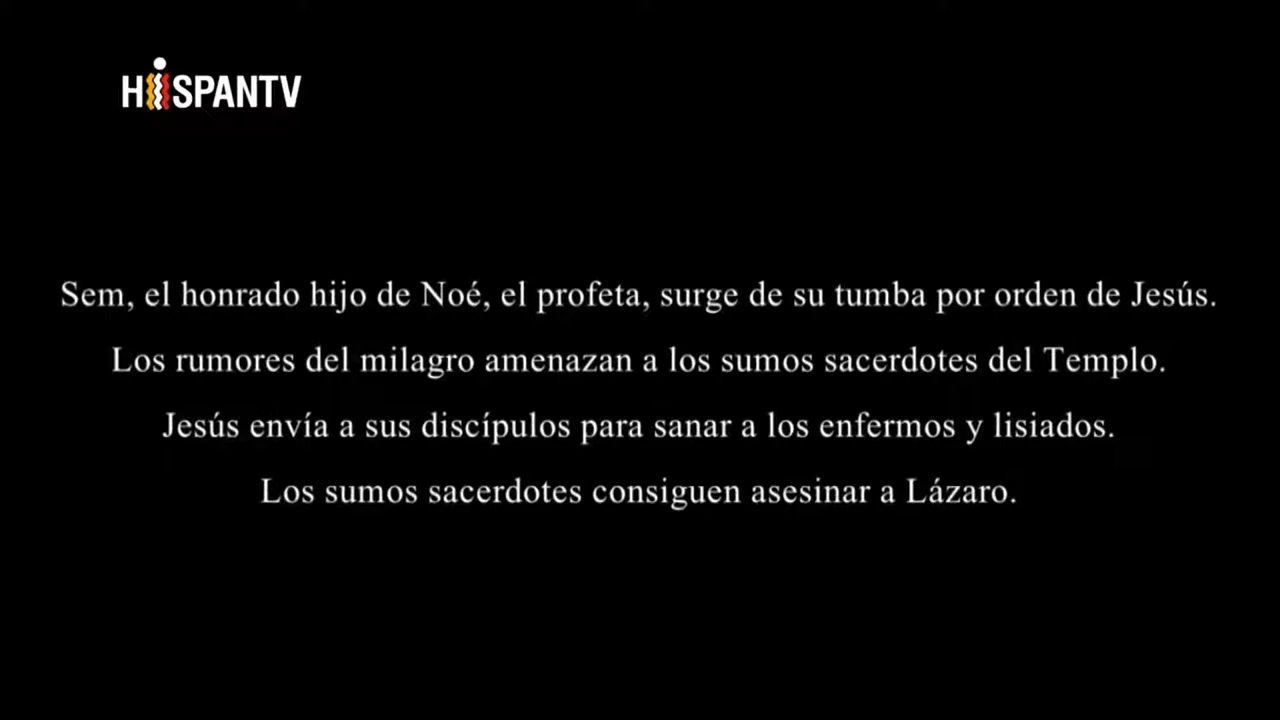 HISPANTV
Sem, el honrado hijo de Noé, el profeta, surge de su tumba por orden de Jesús.
Los rumores del milagro amenazan a los sumos sacerdotes del Templo.
Jesús envía a sus discípulos para sanar a los enfermos y lisiados.
Los sumos sacerdotes consiguen asesinar a Lázaro.